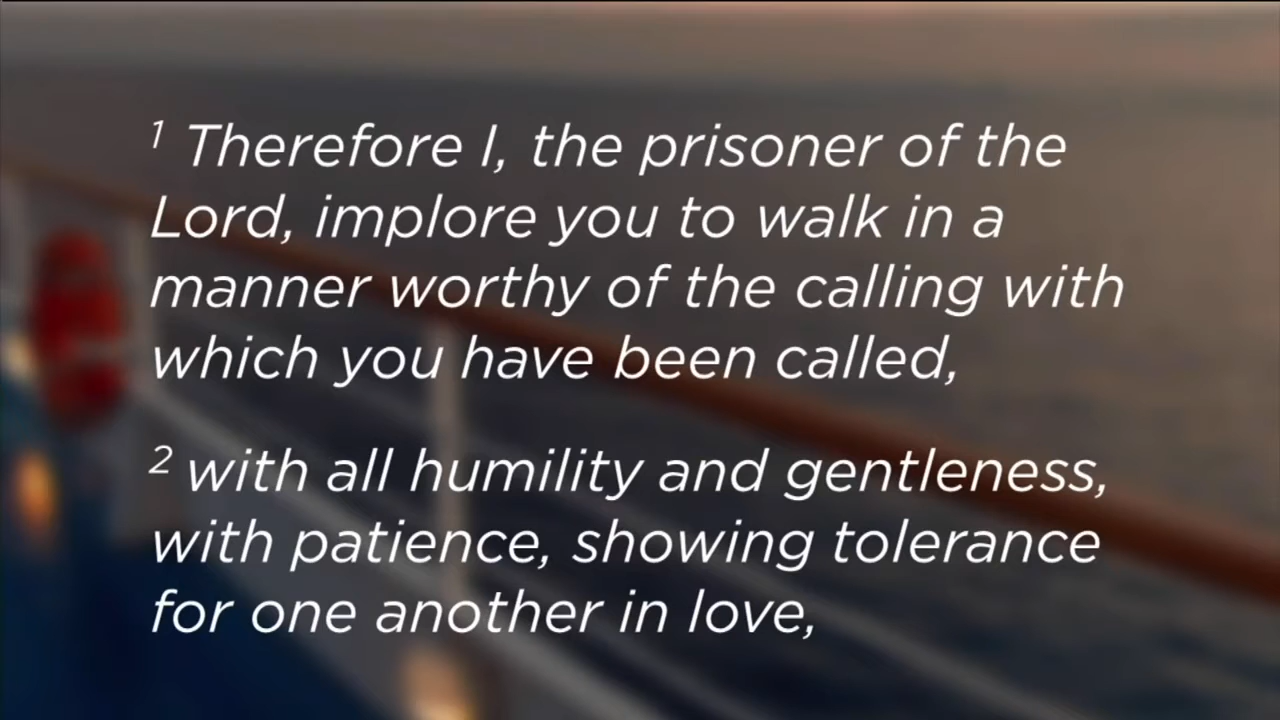 1 Therefore I, the prisoner of the
Lord, implore you to walk in a
manner worthy of the calling with
which you have been called,
2 with all humility and gentleness,
with patience, showing tolerance
for one another in love,